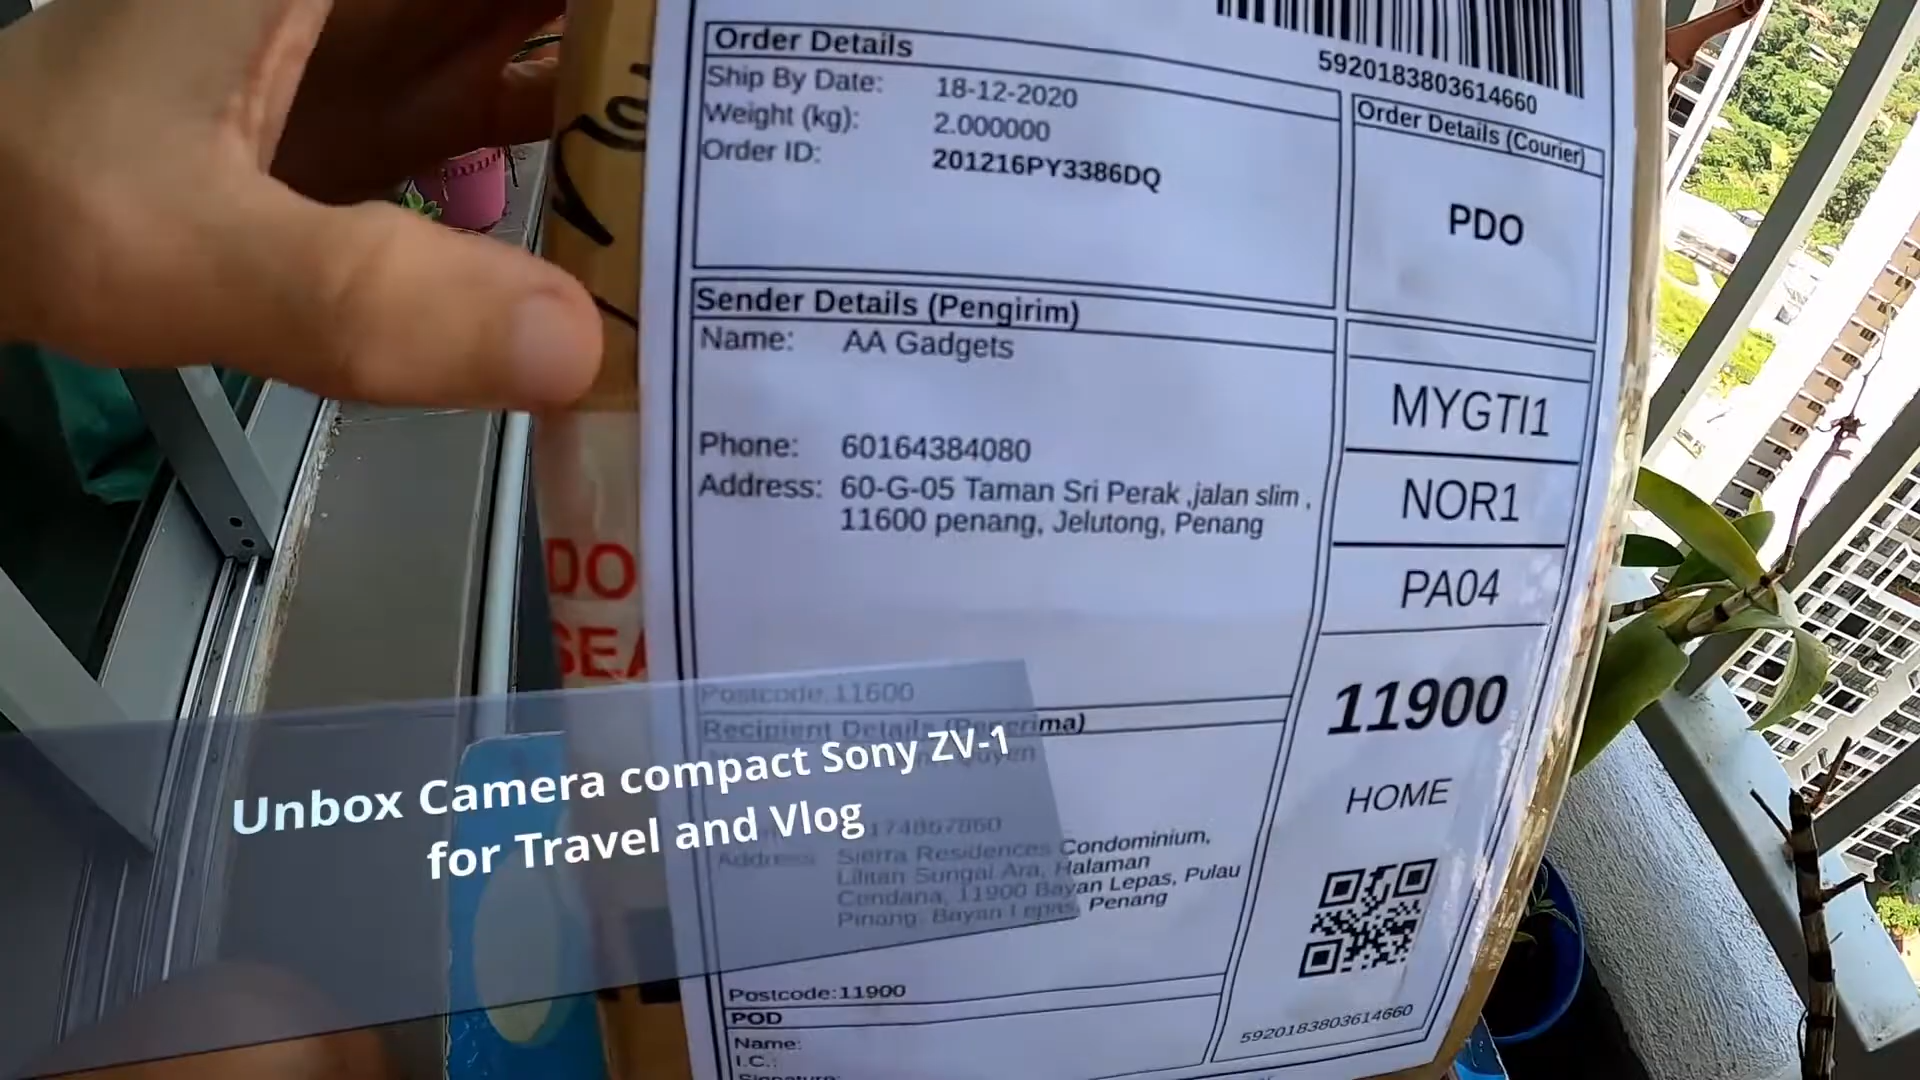 5920183803614660
Order Details
Ship By Date: 18-12-2020
Weight (kg): 2.000000
Order ID: 201216PY3386DQ
Order Details (Courier)
PDO
Sender Details (Pengirim)
Name: AA Gadgets
Phone: 60164384080
Address: 60-G-05 Taman Sri Perak ,jalan slim ,
11600 penang, Jelutong, Penang
Postcode:11600
MYGTI1
NOR1
PA04
11900
HOME
DO
SEA
Recipient Details (Penerima)
Unbox Camera compact Sony ZV-1
for Travel and Vlog
Address: Sierra Residences Condominium,
Lilitan Sungai Ara, Halaman
Cendana, 11900 Bayan Lepas, Pulau
Pinang, Bayan Lepas, Penang
Postcode:11900
POD
Name:
I.C.:
Signature:
5920183803614660